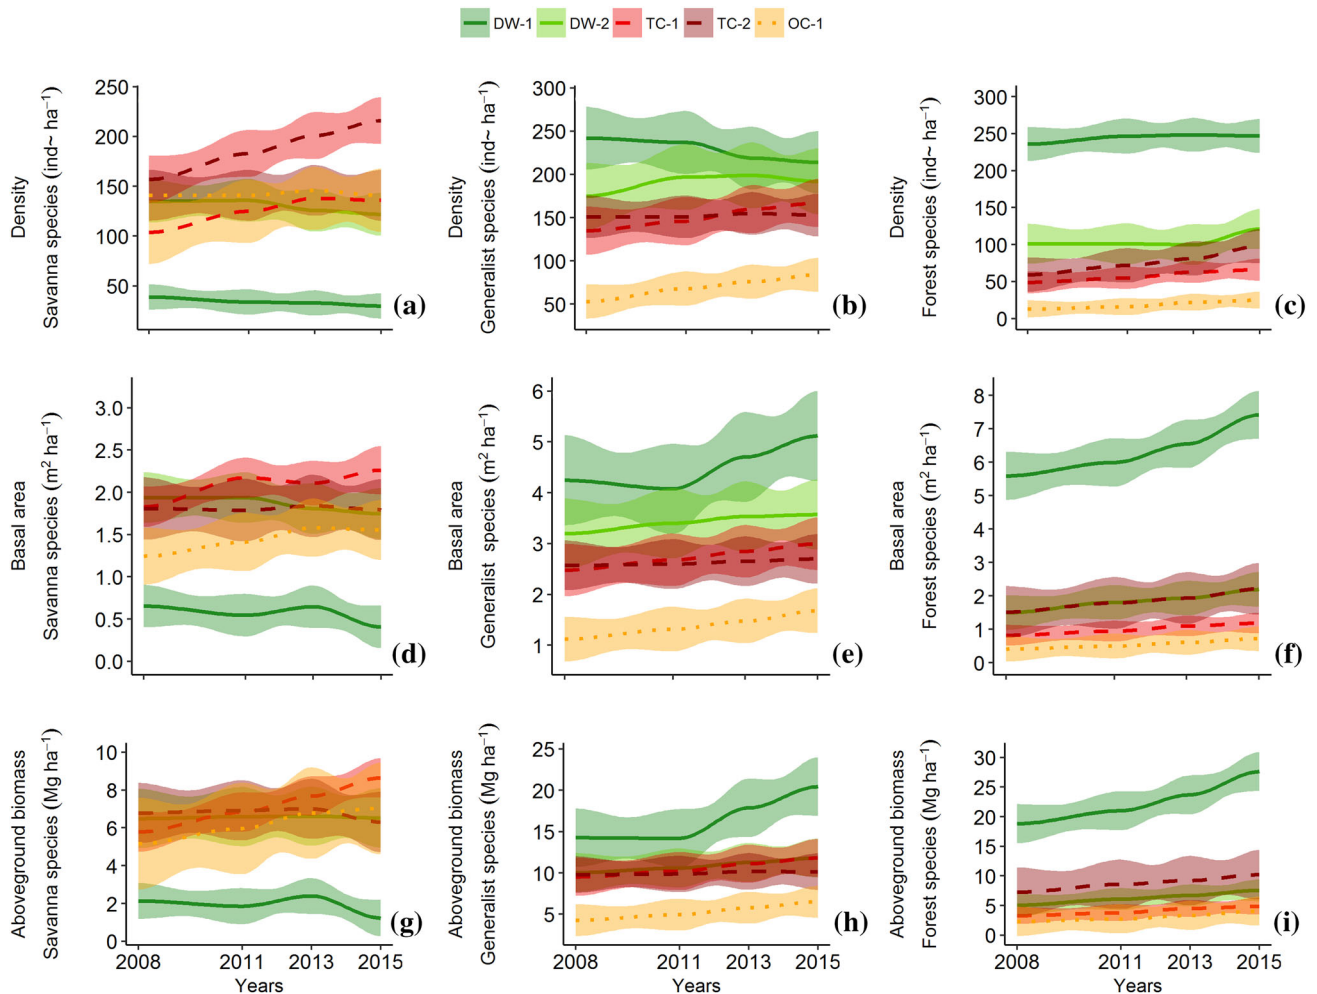 DW-1 DW-2 TC-1 TC-2 OC-1
Density
Savanna species (ind~ ha−1)
250
200
150
100
50
(a)
Density
Generalist species (ind~ ha−1)
300
250
200
150
100
50
(b)
Density
Forest species (ind~ ha−1)
300
250
200
150
100
50
0
(c)
Basal area
Savanna species (m2 ha−1)
3.0
2.5
2.0
1.5
1.0
0.5
0.0
(d)
Basal area
Generalist species (m2 ha−1)
6
5
4
3
2
1
(e)
Basal area
Forest species (m2 ha−1)
8
7
6
5
4
3
2
1
0
(f)
Aboveground biomass
Savanna species (Mg ha−1)
10
8
6
4
2
0
(g)
2008 2011 2013 2015
Years
Aboveground biomass
Generalist species (Mg ha−1)
25
20
15
10
5
(h)
2008 2011 2013 2015
Years
Aboveground biomass
Forest species (Mg ha−1)
30
25
20
15
10
5
0
(i)
2008 2011 2013 2015
Years